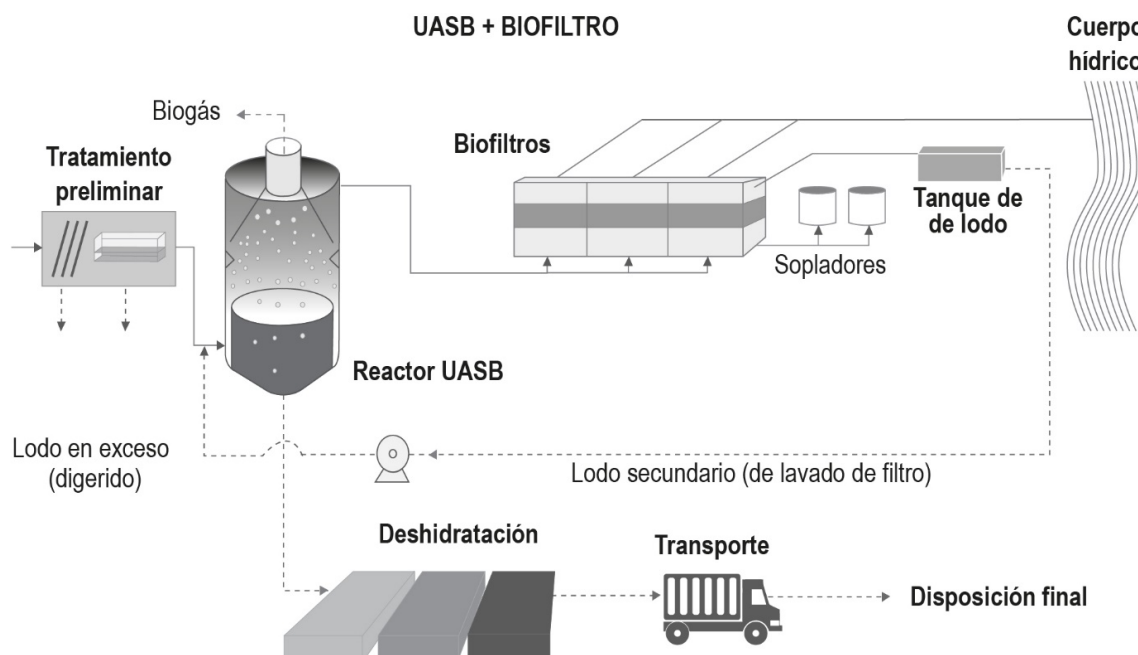 UASB + BIOFILTRO
Cuerpo
hídrico
Biogás
Tratamiento
preliminar
Biofiltros
Tanque de
de lodo
Sopladores
Reactor UASB
Lodo en exceso
(digerido)
Lodo secundario (de lavado de filtro)
Deshidratación
Transporte
Disposición final